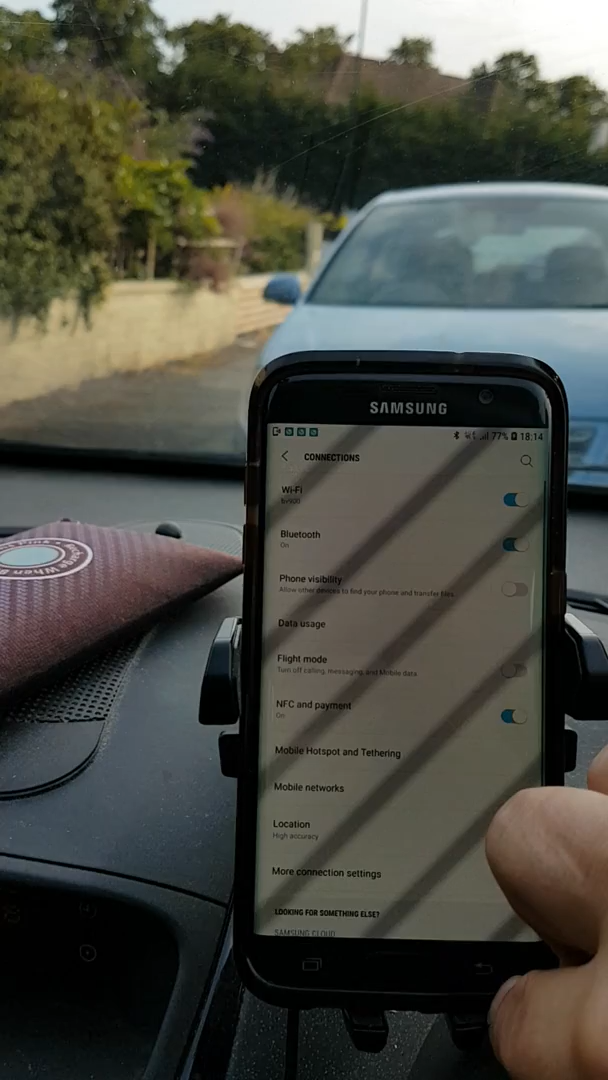 SAMSUNG
77% 18:14
CONNECTIONS
Wi-Fi
Bluetooth
On
Phone visibility
Allow other devices to find your phone and transfer files.
Data usage
Flight mode
Turn off calling, messaging and Mobile data
NFC and payment
On
Mobile Hotspot and Tethering
Mobile networks
Location
High accuracy
More connection settings
LOOKING FOR SOMETHING ELSE?
SAMSUNG CLOUD